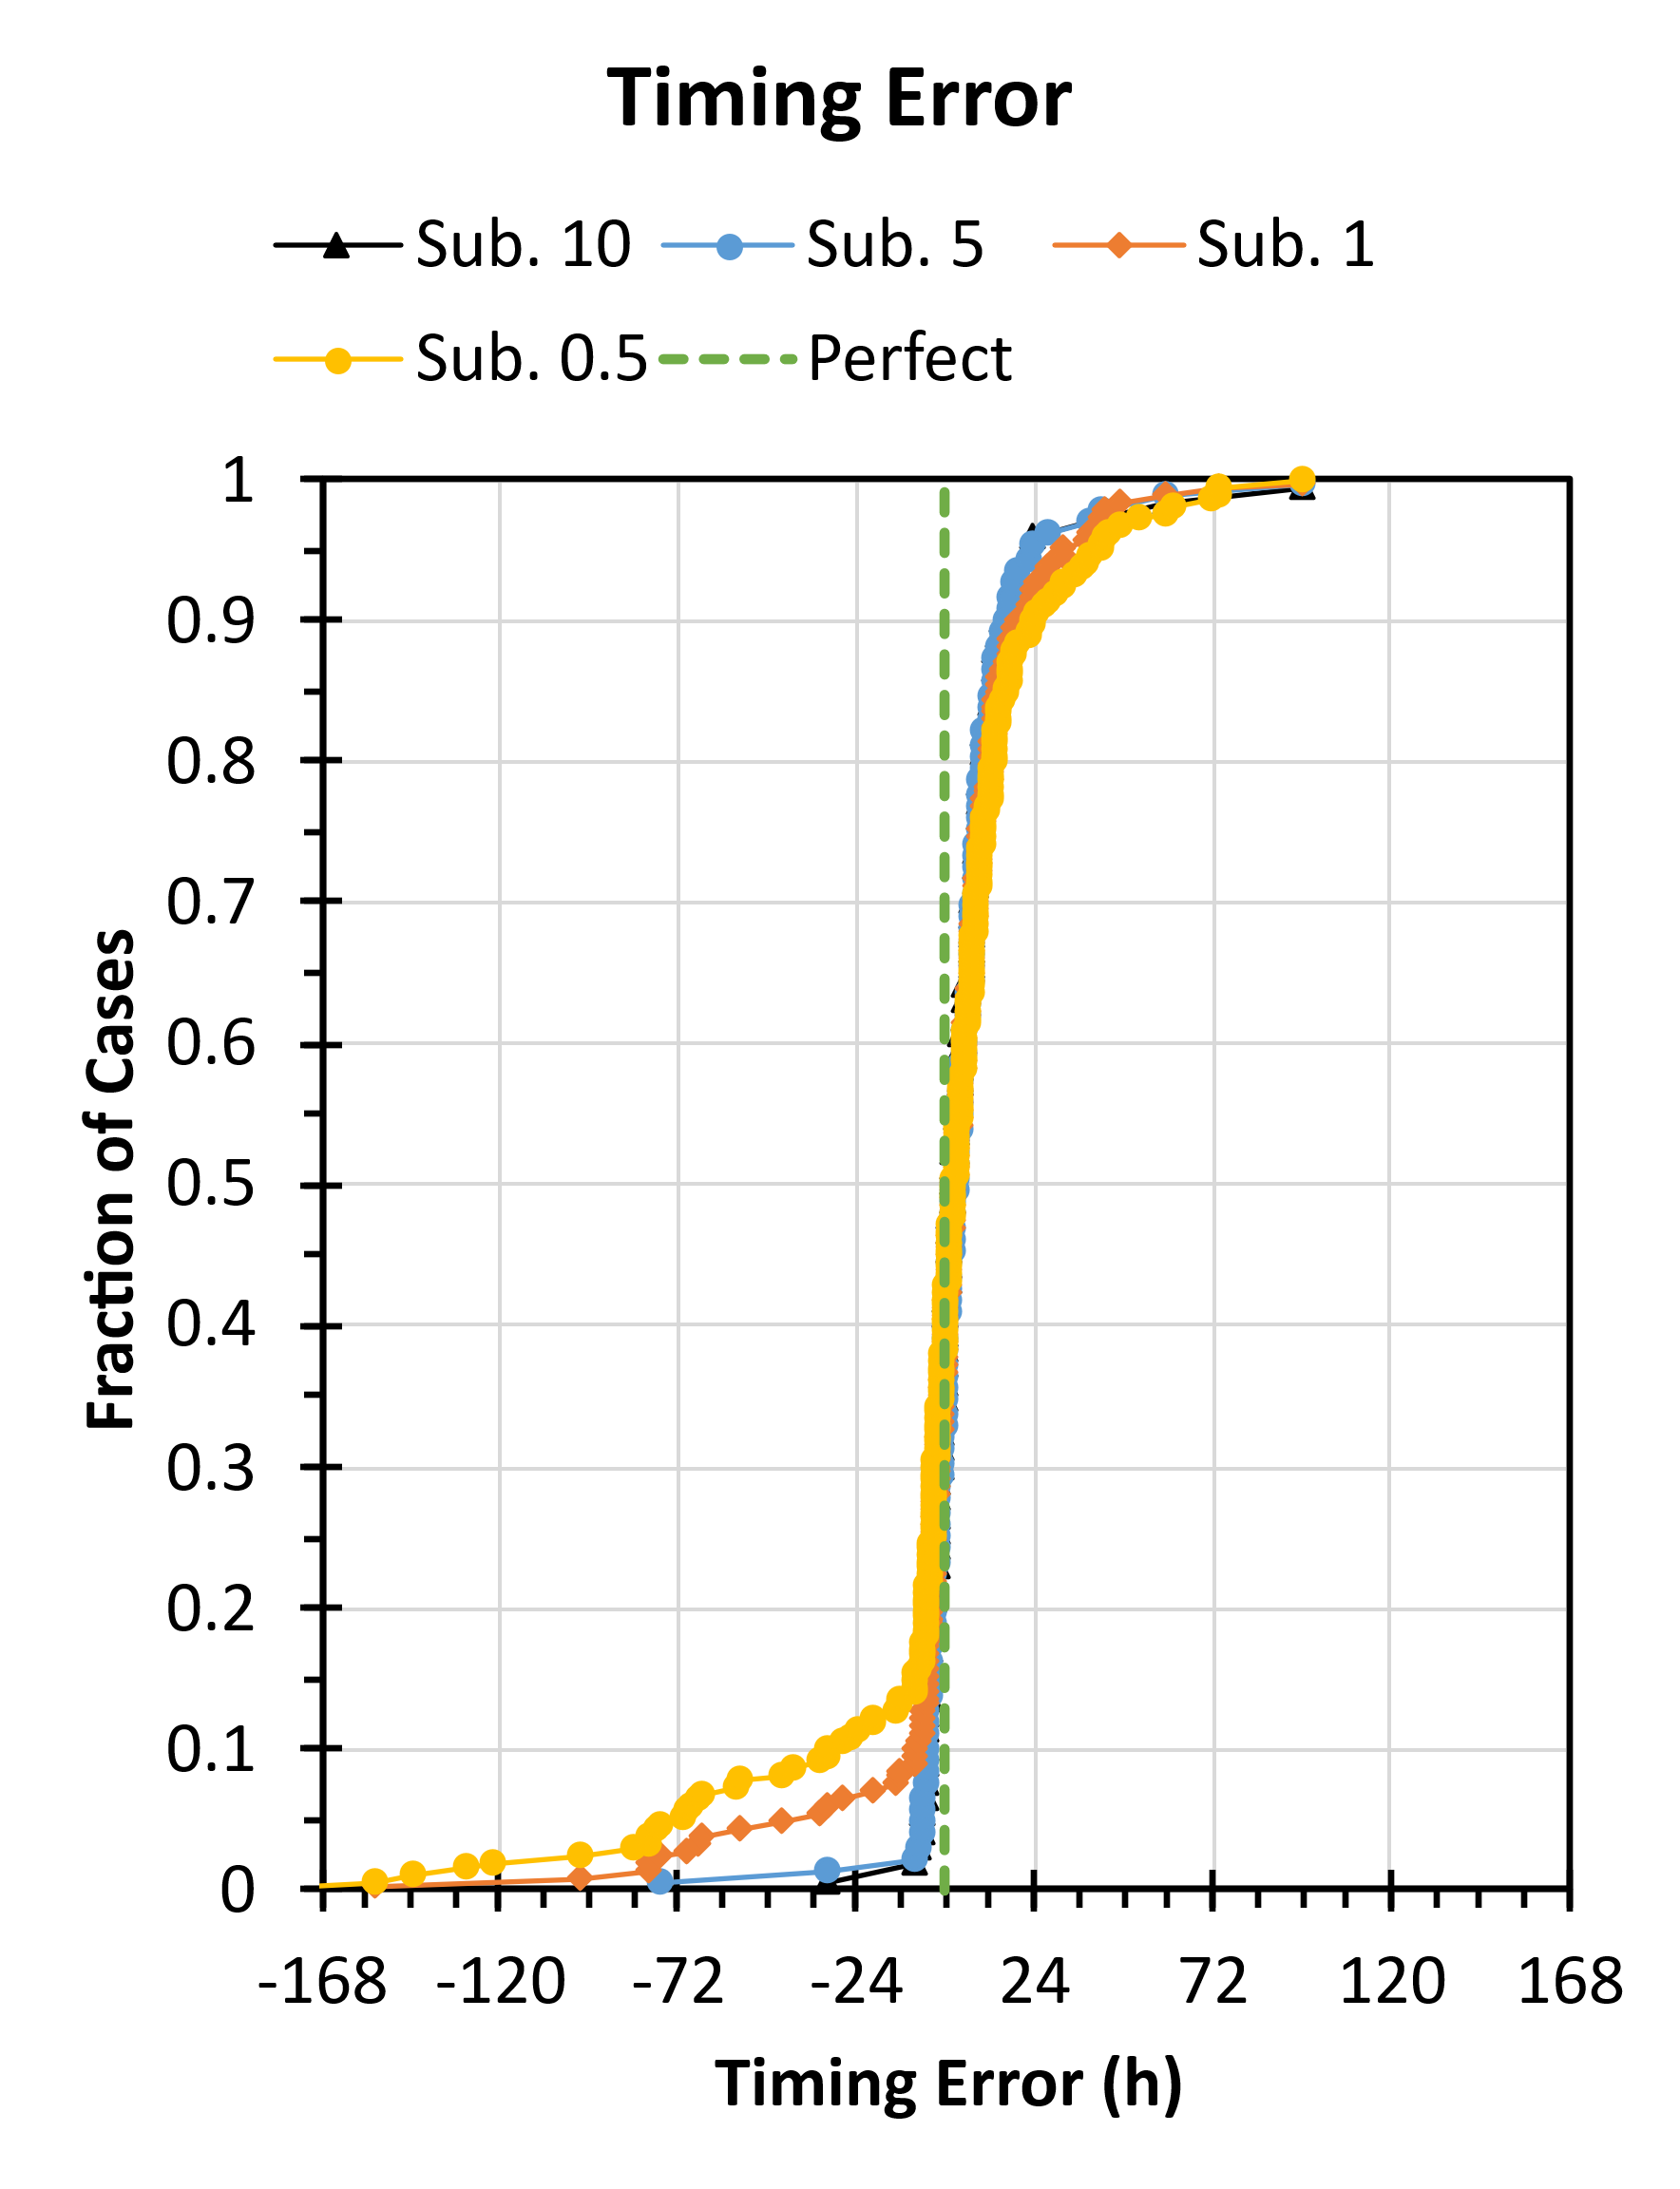 Timing Error
Sub. 10 Sub. 5 Sub. 1
Sub. 0.5 Perfect
1
0.9
0.8
0.7
0.6
0.5
0.4
0.3
0.2
0.1
0
Fraction of Cases
-168 -120 -72 -24 24 72 120 168
Timing Error (h)